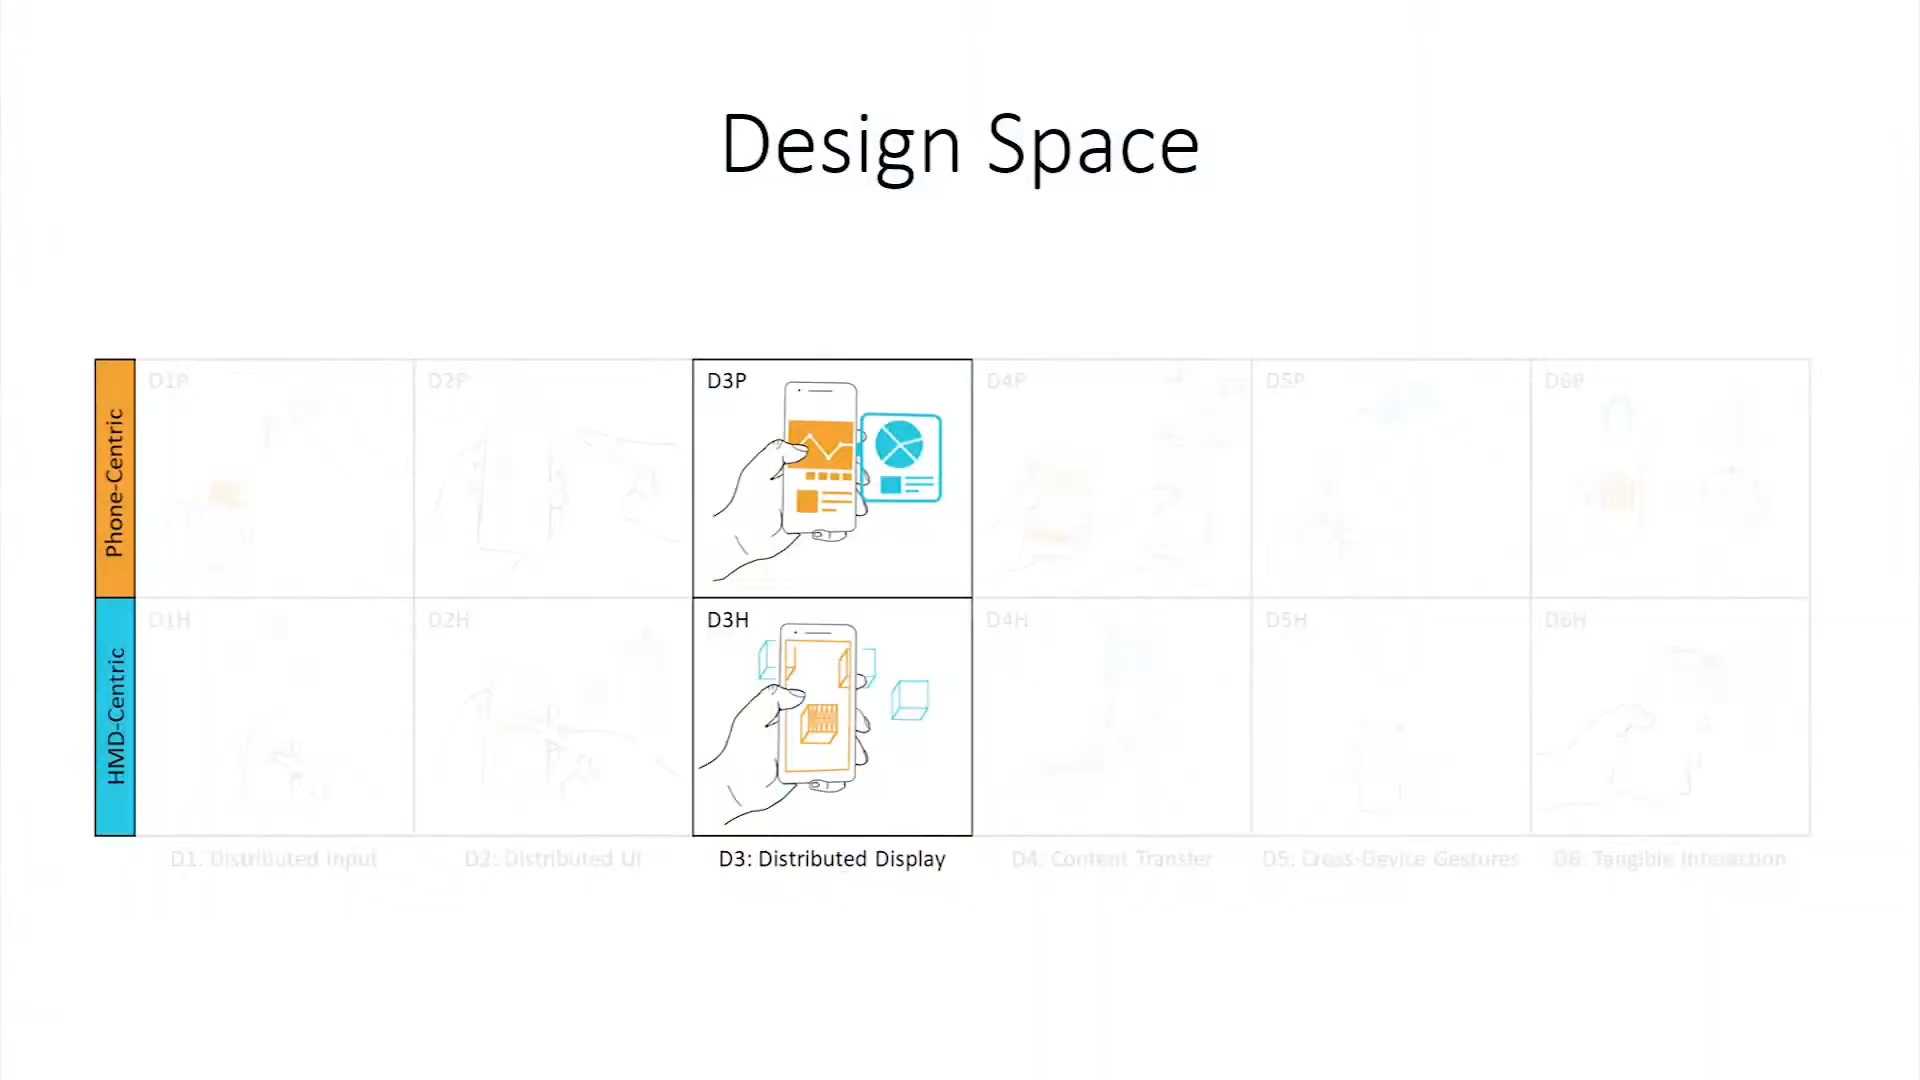 Design Space
Phone-Centric
D1P
D2P
D3P
D4P
D5P
D6P
HMD-Centric
D1H
D2H
D3H
D4H
D5H
D6H
D1: Distributed Input
D2: Distributed UI
D3: Distributed Display
D4: Content Transfer
D5: Cross-Device Gestures
D6: Tangible Interaction